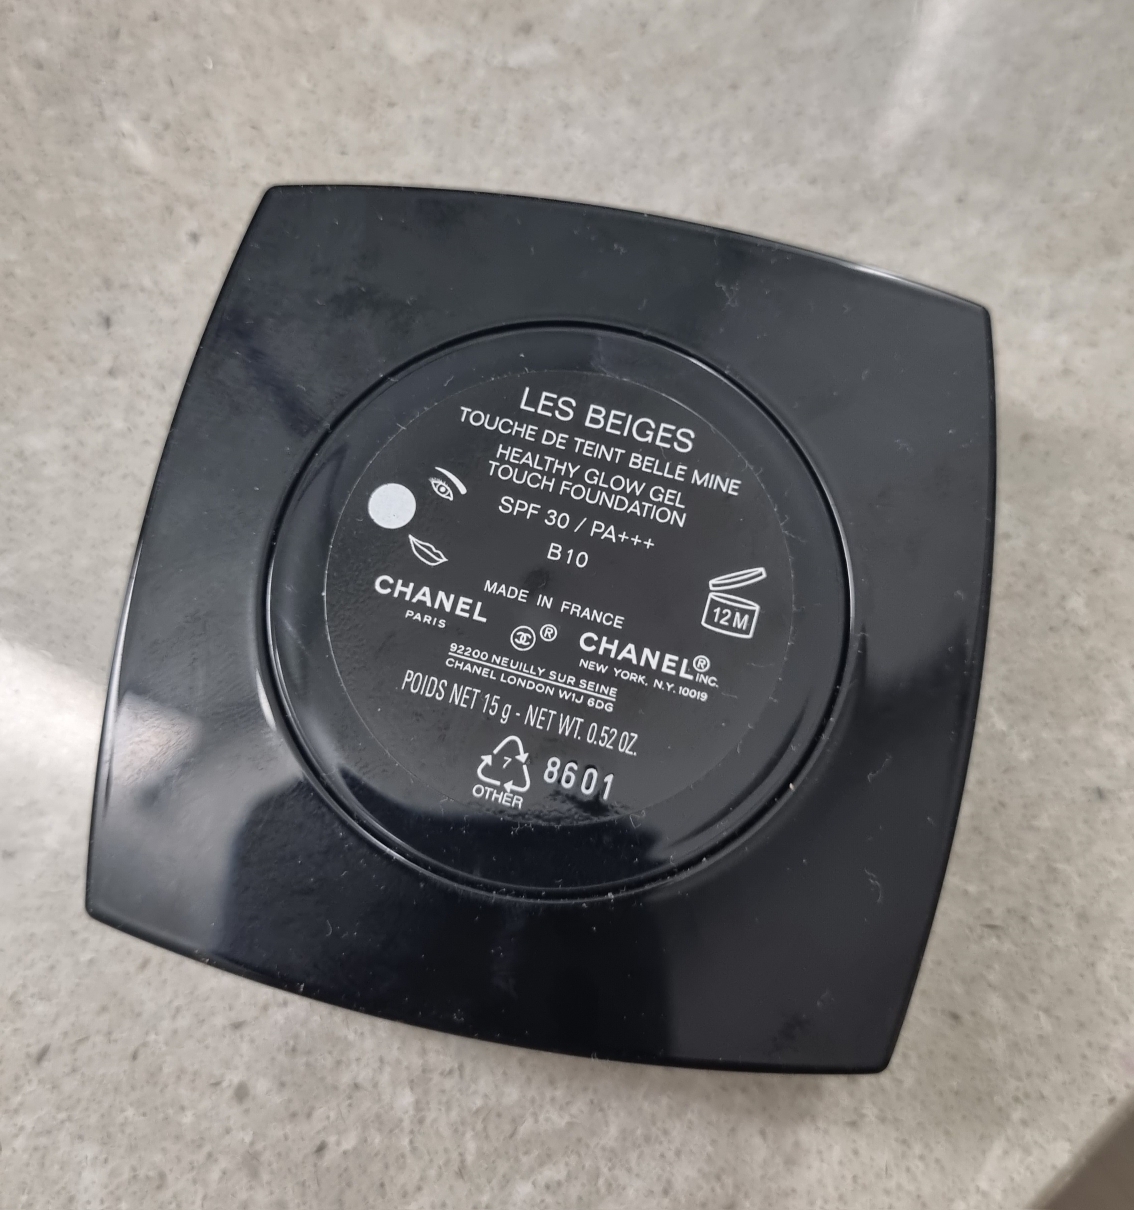 LES BEIGES
TOUCHE DE TEINT BELLE MINE
HEALTHY GLOW GEL
TOUCH FOUNDATION
SPF 30 / PA+++
B10
12M
MADE IN FRANCE
CHANEL
PARIS
®
CHANEL® INC.
NEW YORK, N.Y. 10019
92200 NEUILLY SUR SEINE
CHANEL LONDON W1J 6DG
POIDS NET 15 g - NET WT. 0.52 OZ.
7
OTHER
8601